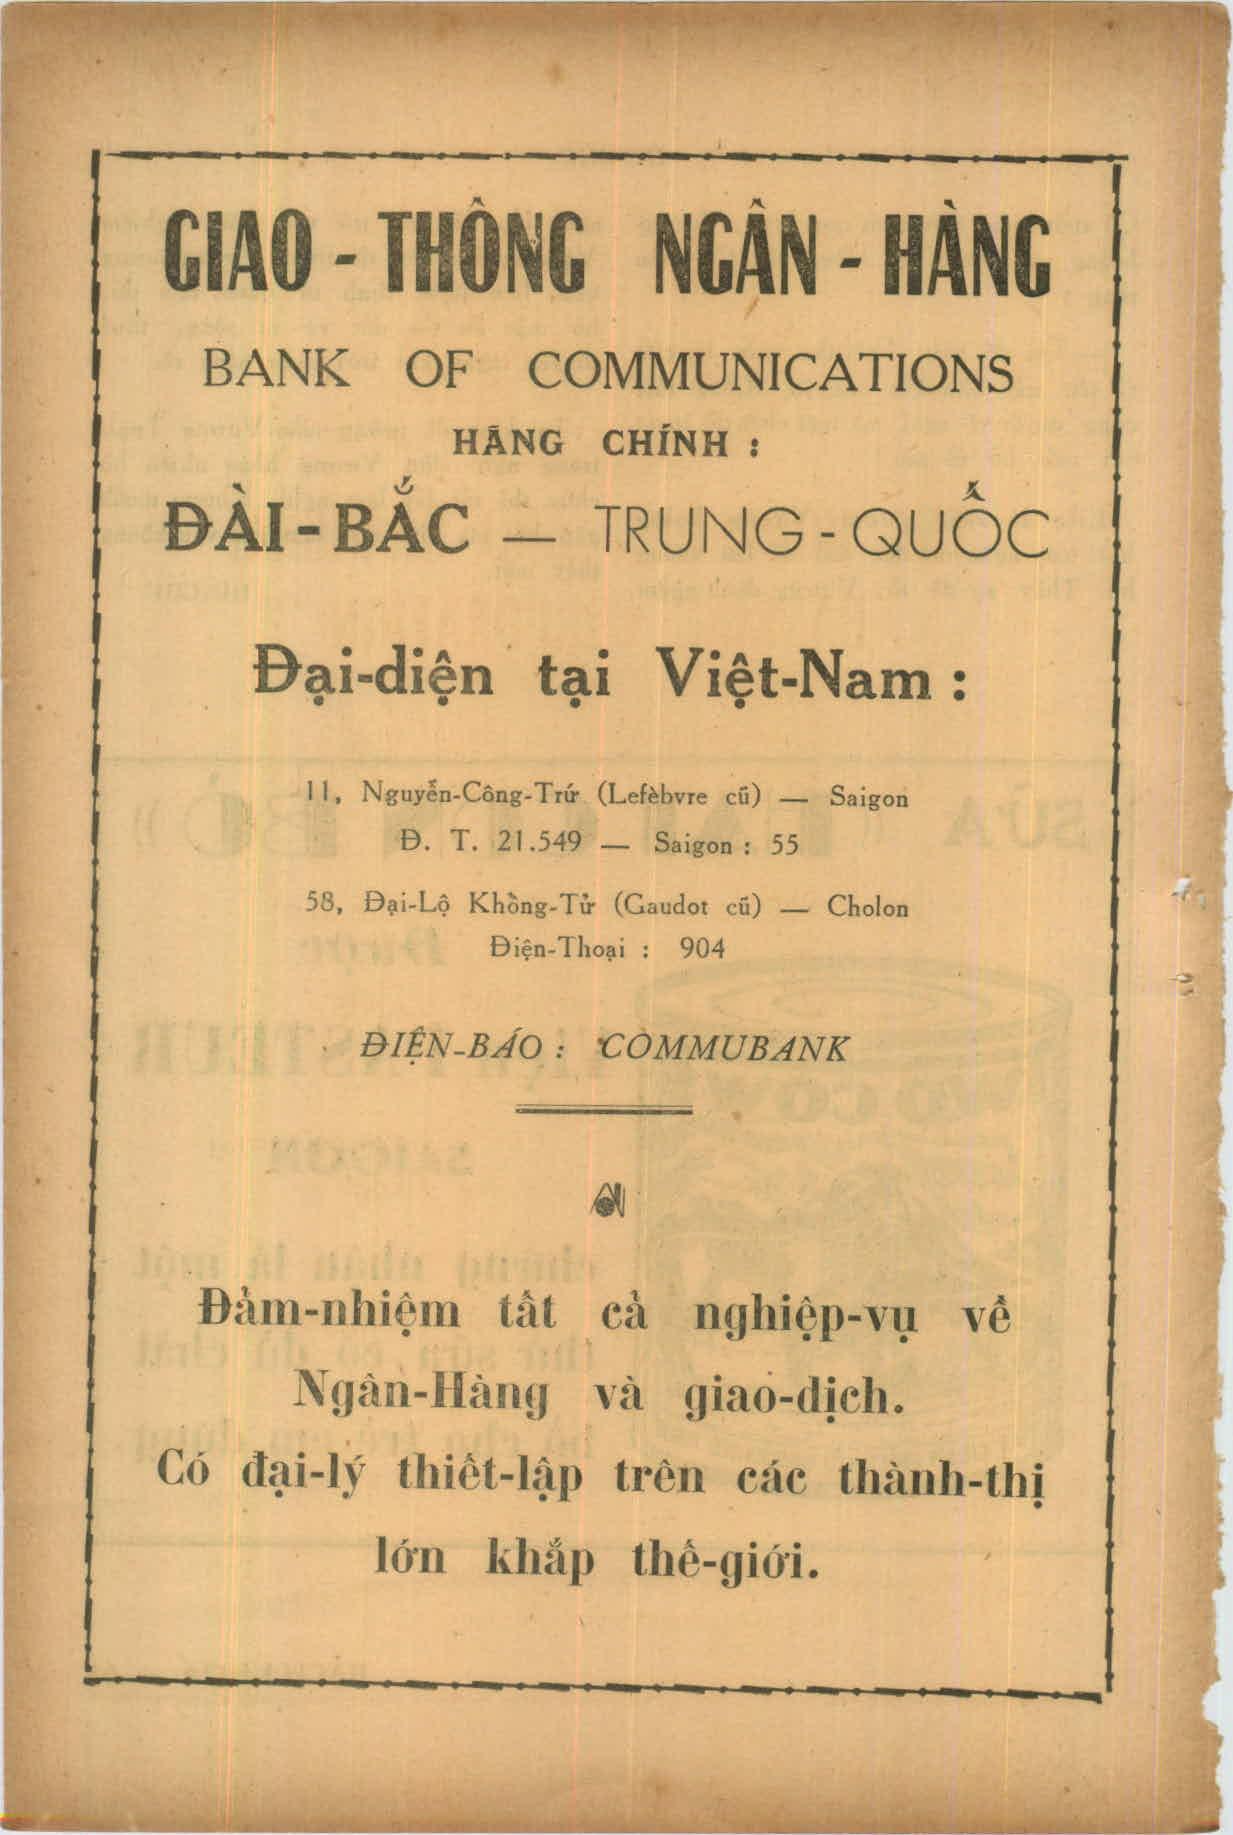 GIAO - THÔNG NGÂN - HÀNG
BANK OF COMMUNICATIONS
HÃNG CHÍNH :
ĐÀI - BẮC — TRUNG - QUỐC
Đại-diện tại Việt-Nam :
11, Nguyễn-Công-Trứ (Lefèbvre cũ) — Saigon
Đ. T. 21.549 — Saigon : 55
58, Đại-Lộ Khổng-Tử (Gaudot cũ) — Cholon
Điện-Thoại : 904
ĐIỆN-BÁO : COMMUBANK
Đảm-nhiệm tất cả nghiệp-vụ về
Ngân-Hàng và giao-dịch.
Có đại-lý thiết-lập trên các thành-thị
lớn khắp thế-giới.